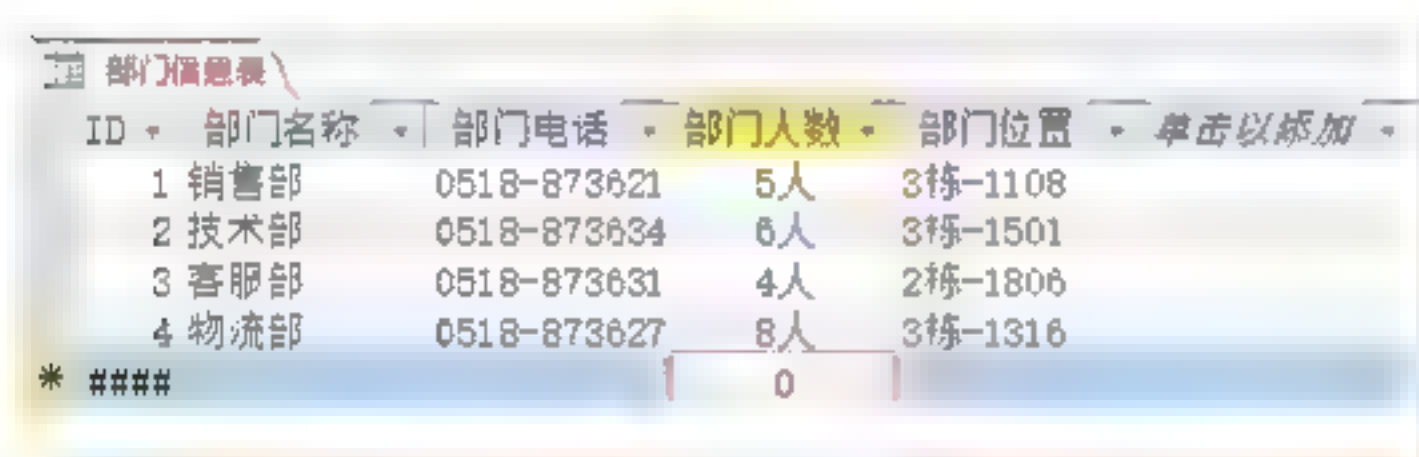 部门信息表
ID 部门名称 部门电话 部门人数 部门位置 单击以添加
1 销售部 0518-873621 5人 3栋-1108
2 技术部 0518-873634 6人 3栋-1501
3 客服部 0518-873631 4人 2栋-1806
4 物流部 0518-873627 8人 3栋-1316
* #### 0